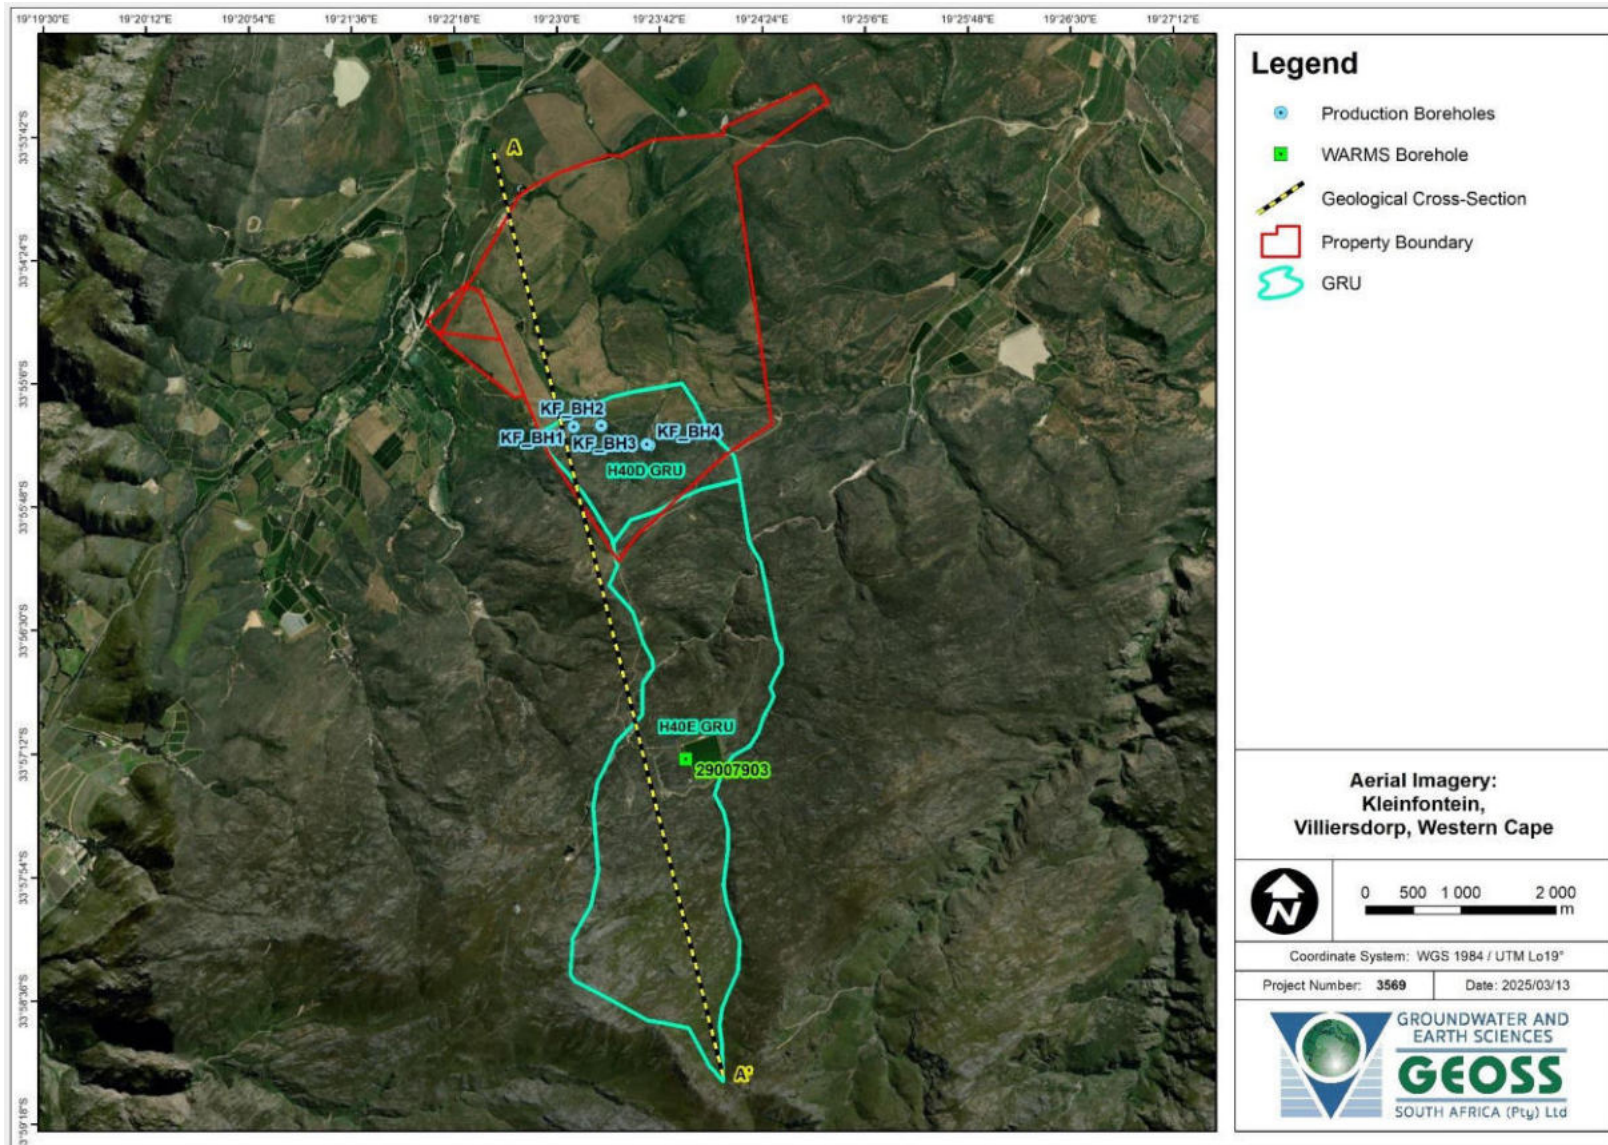 19°19'30"E 19°20'12"E 19°20'54"E 19°21'36"E 19°22'18"E 19°23'0"E 19°23'42"E 19°24'24"E 19°25'6"E 19°25'48"E 19°26'30"E 19°27'12"E
33°53'42"S
33°54'24"S
33°55'6"S
33°55'48"S
33°56'30"S
33°57'12"S
33°57'54"S
33°58'36"S
33°59'18"S
A
KF_BH2
KF_BH1
KF_BH3
KF_BH4
H40D GRU
H40E GRU
29007903
A'
Legend
Production Boreholes
WARMS Borehole
Geological Cross-Section
Property Boundary
GRU
Aerial Imagery:
Kleinfontein,
Villiersdorp, Western Cape
N
0 500 1 000 2 000
m
Coordinate System: WGS 1984 / UTM Lo19°
Project Number: 3569
Date: 2025/03/13
GROUNDWATER AND
EARTH SCIENCES
GEOSS
SOUTH AFRICA (Pty) Ltd